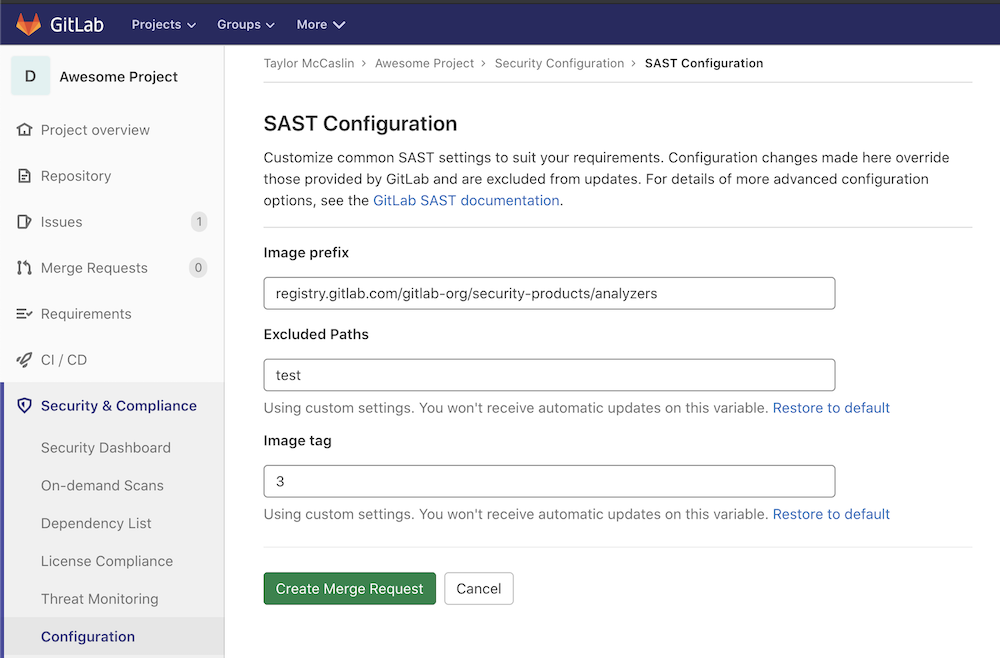 GitLab Projects Groups More
D Awesome Project
Project overview
Repository
Issues 1
Merge Requests 0
Requirements
CI / CD
Security & Compliance
Security Dashboard
On-demand Scans
Dependency List
License Compliance
Threat Monitoring
Configuration
Taylor McCaslin > Awesome Project > Security Configuration > SAST Configuration
SAST Configuration
Customize common SAST settings to suit your requirements. Configuration changes made here override
those provided by GitLab and are excluded from updates. For details of more advanced configuration
options, see the GitLab SAST documentation.
Image prefix
registry.gitlab.com/gitlab-org/security-products/analyzers
Excluded Paths
test
Using custom settings. You won't receive automatic updates on this variable. Restore to default
Image tag
3
Using custom settings. You won't receive automatic updates on this variable. Restore to default
Create Merge Request Cancel